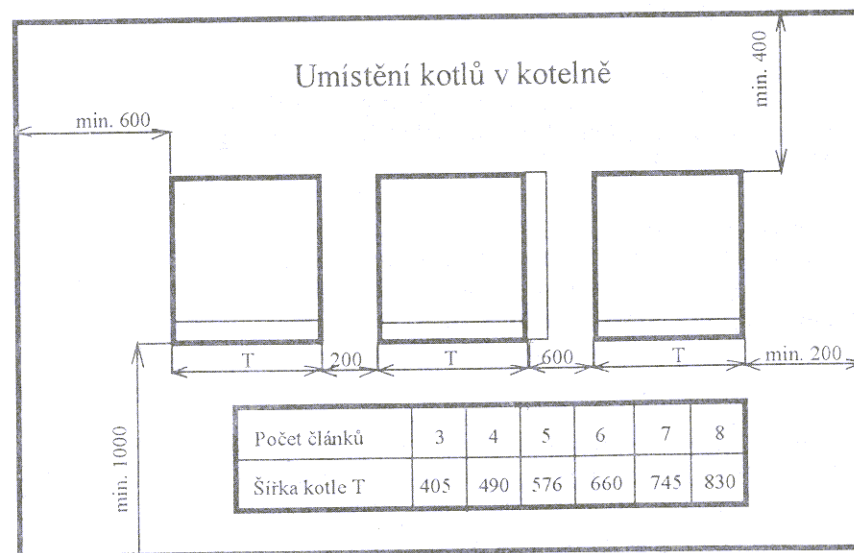 Umístění kotlů v kotelně
min. 400
min. 600
T 200 T 600 T min. 200
min. 1000
Počet článků 3 4 5 6 7 8
Šířka kotle T 405 490 576 660 745 830